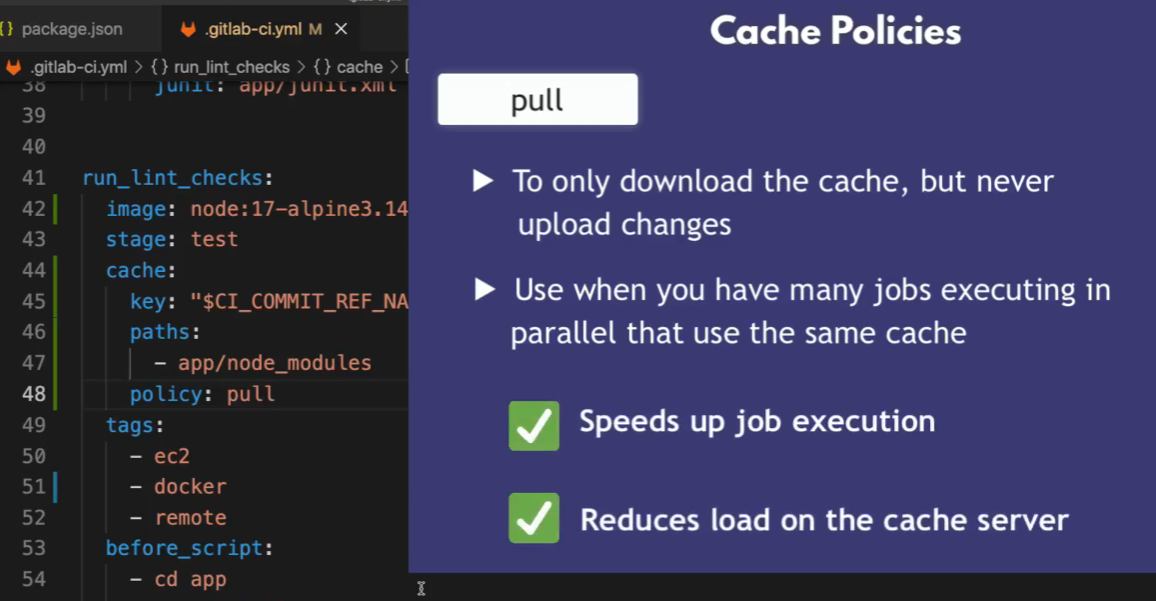 package.json
.gitlab-ci.yml M
.gitlab-ci.yml > {} run_lint_checks > {} cache >
38 junit: app/junit.xml
39
40
41 run_lint_checks:
42 image: node:17-alpine3.14
43 stage: test
44 cache:
45 key: "$CI_COMMIT_REF_NA
46 paths:
47 - app/node_modules
48 policy: pull
49 tags:
50 - ec2
51 - docker
52 - remote
53 before_script:
54 - cd app
Cache Policies
pull
▶ To only download the cache, but never
upload changes
▶ Use when you have many jobs executing in
parallel that use the same cache
✅ Speeds up job execution
✅ Reduces load on the cache server